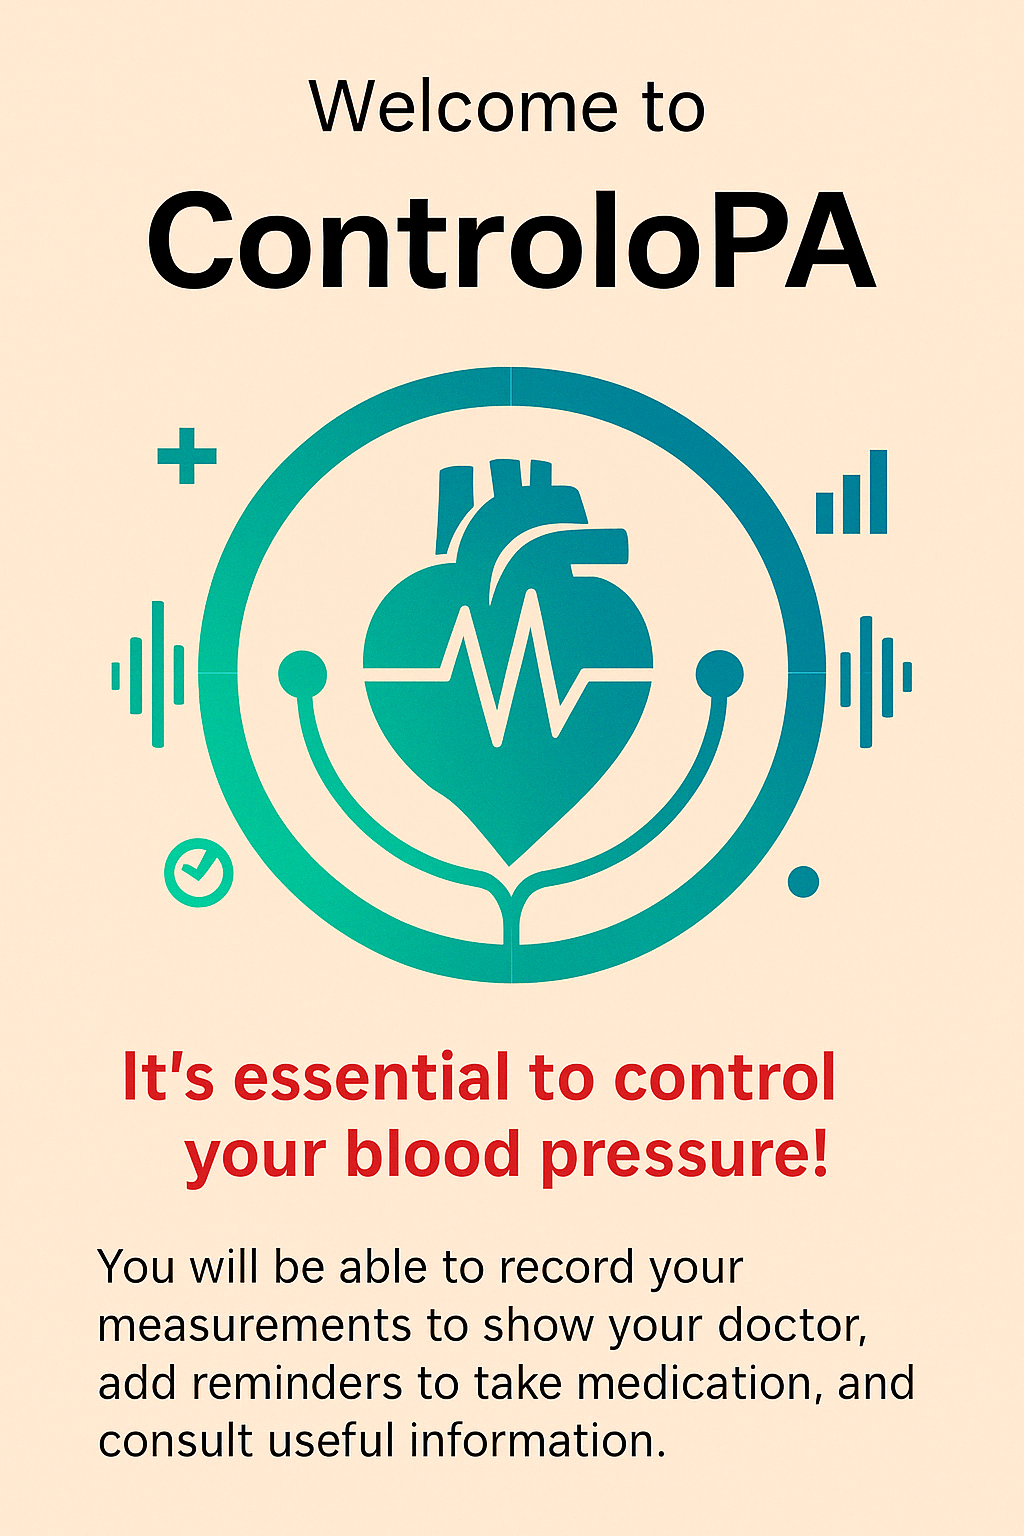 Welcome to
ControloPA
It's essential to control
your blood pressure!
You will be able to record your
measurements to show your doctor,
add reminders to take medication, and
consult useful information.